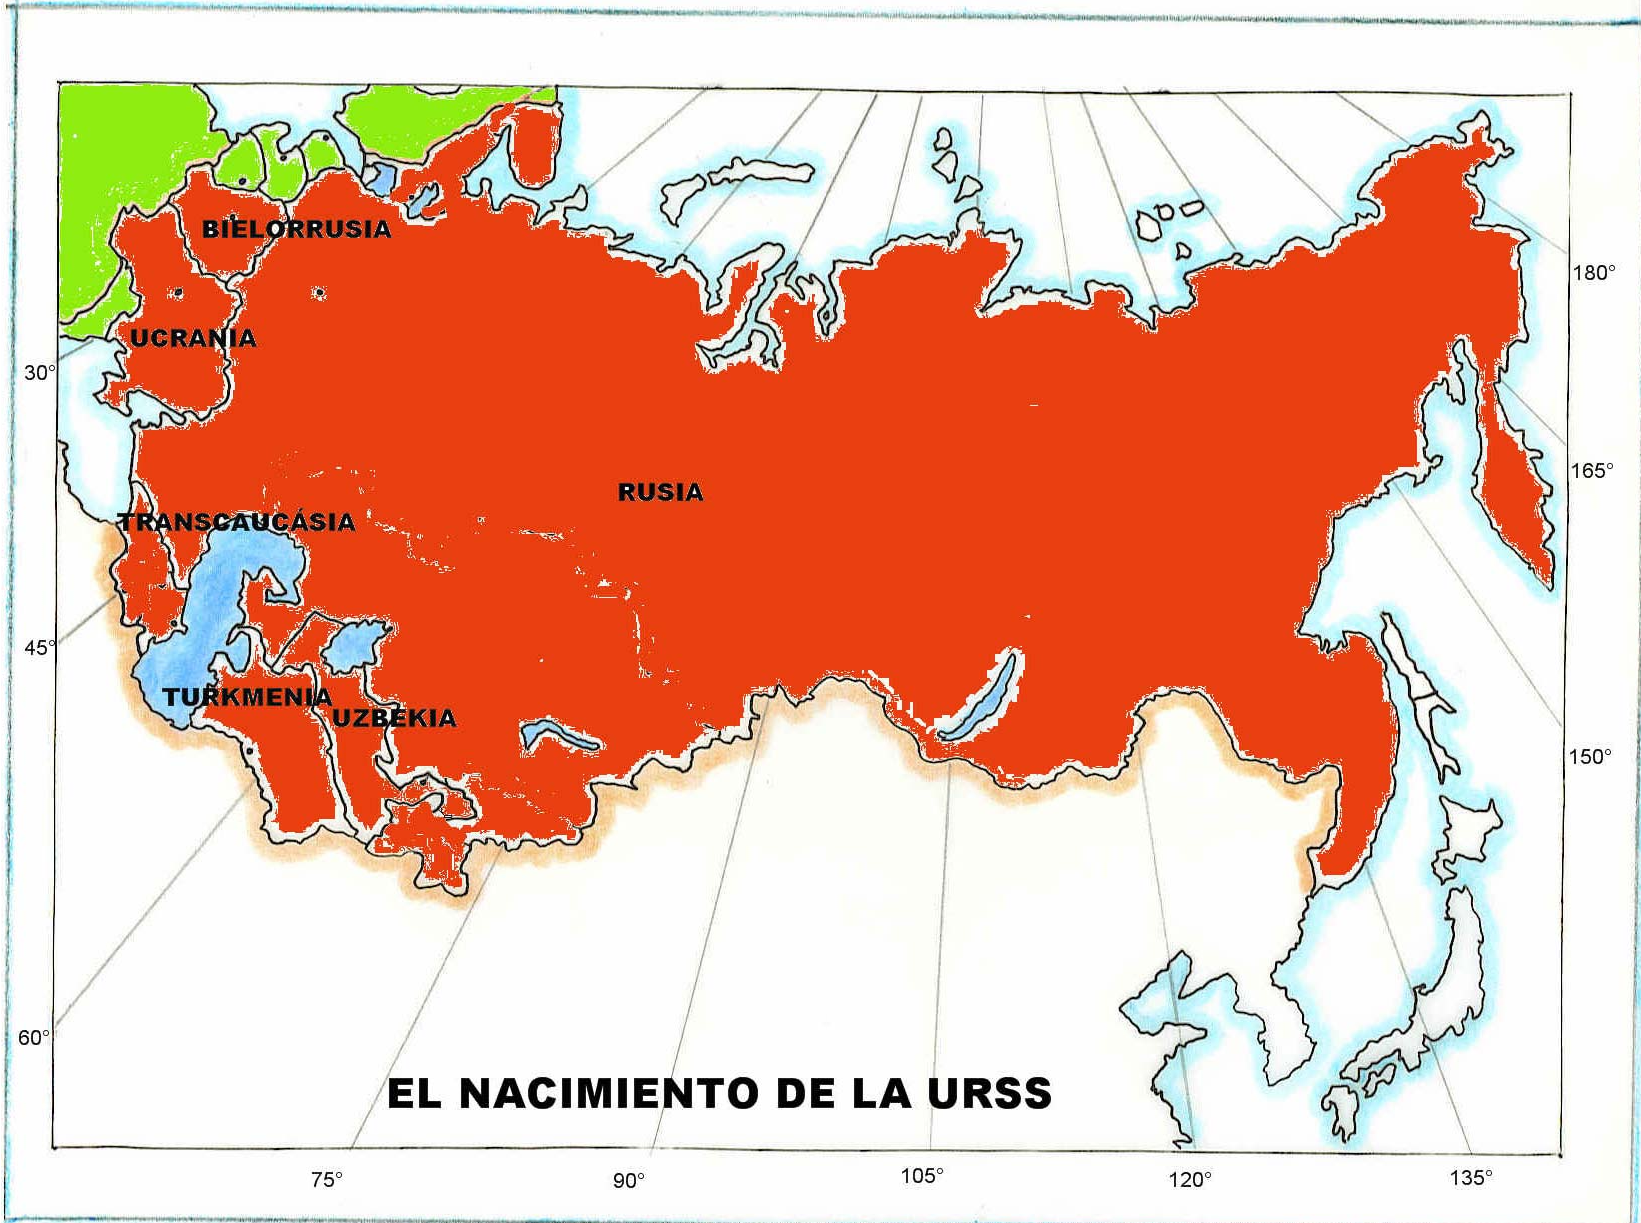 BIELORRUSIA
180°
UCRANIA
30°
165°
RUSIA
TRANSCAUCÁSIA
45°
TURKMENIA
UZBEKIA
150°
60°
EL NACIMIENTO DE LA URSS
75°
90°
105°
120°
135°